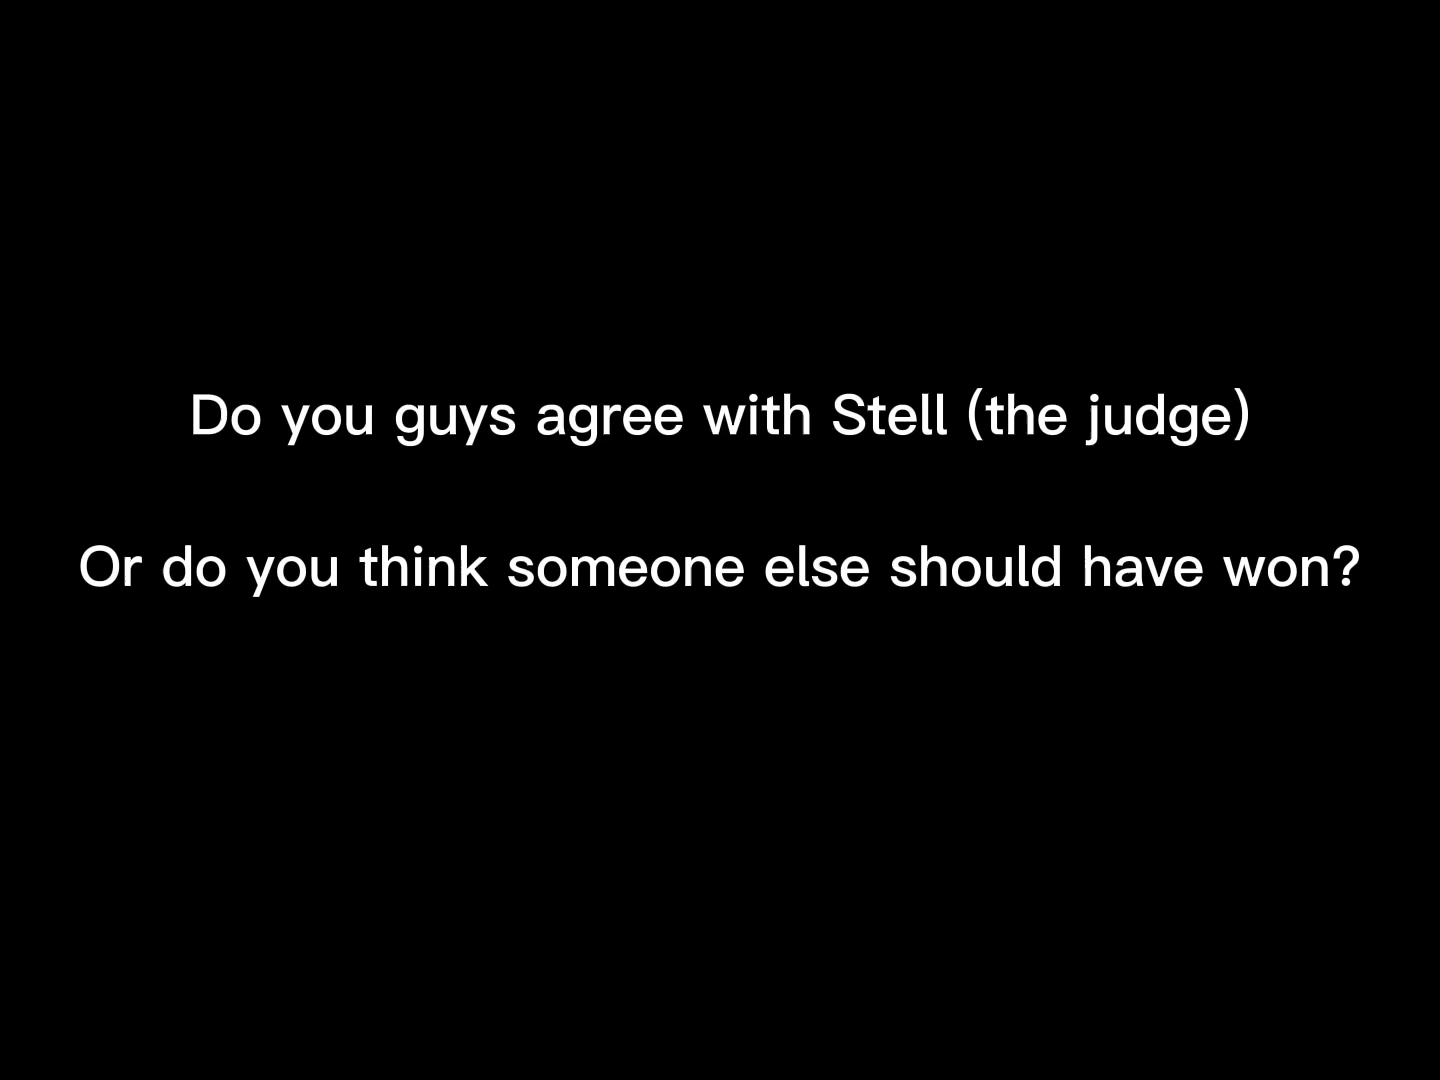 Do you guys agree with Stell (the judge)
Or do you think someone else should have won?